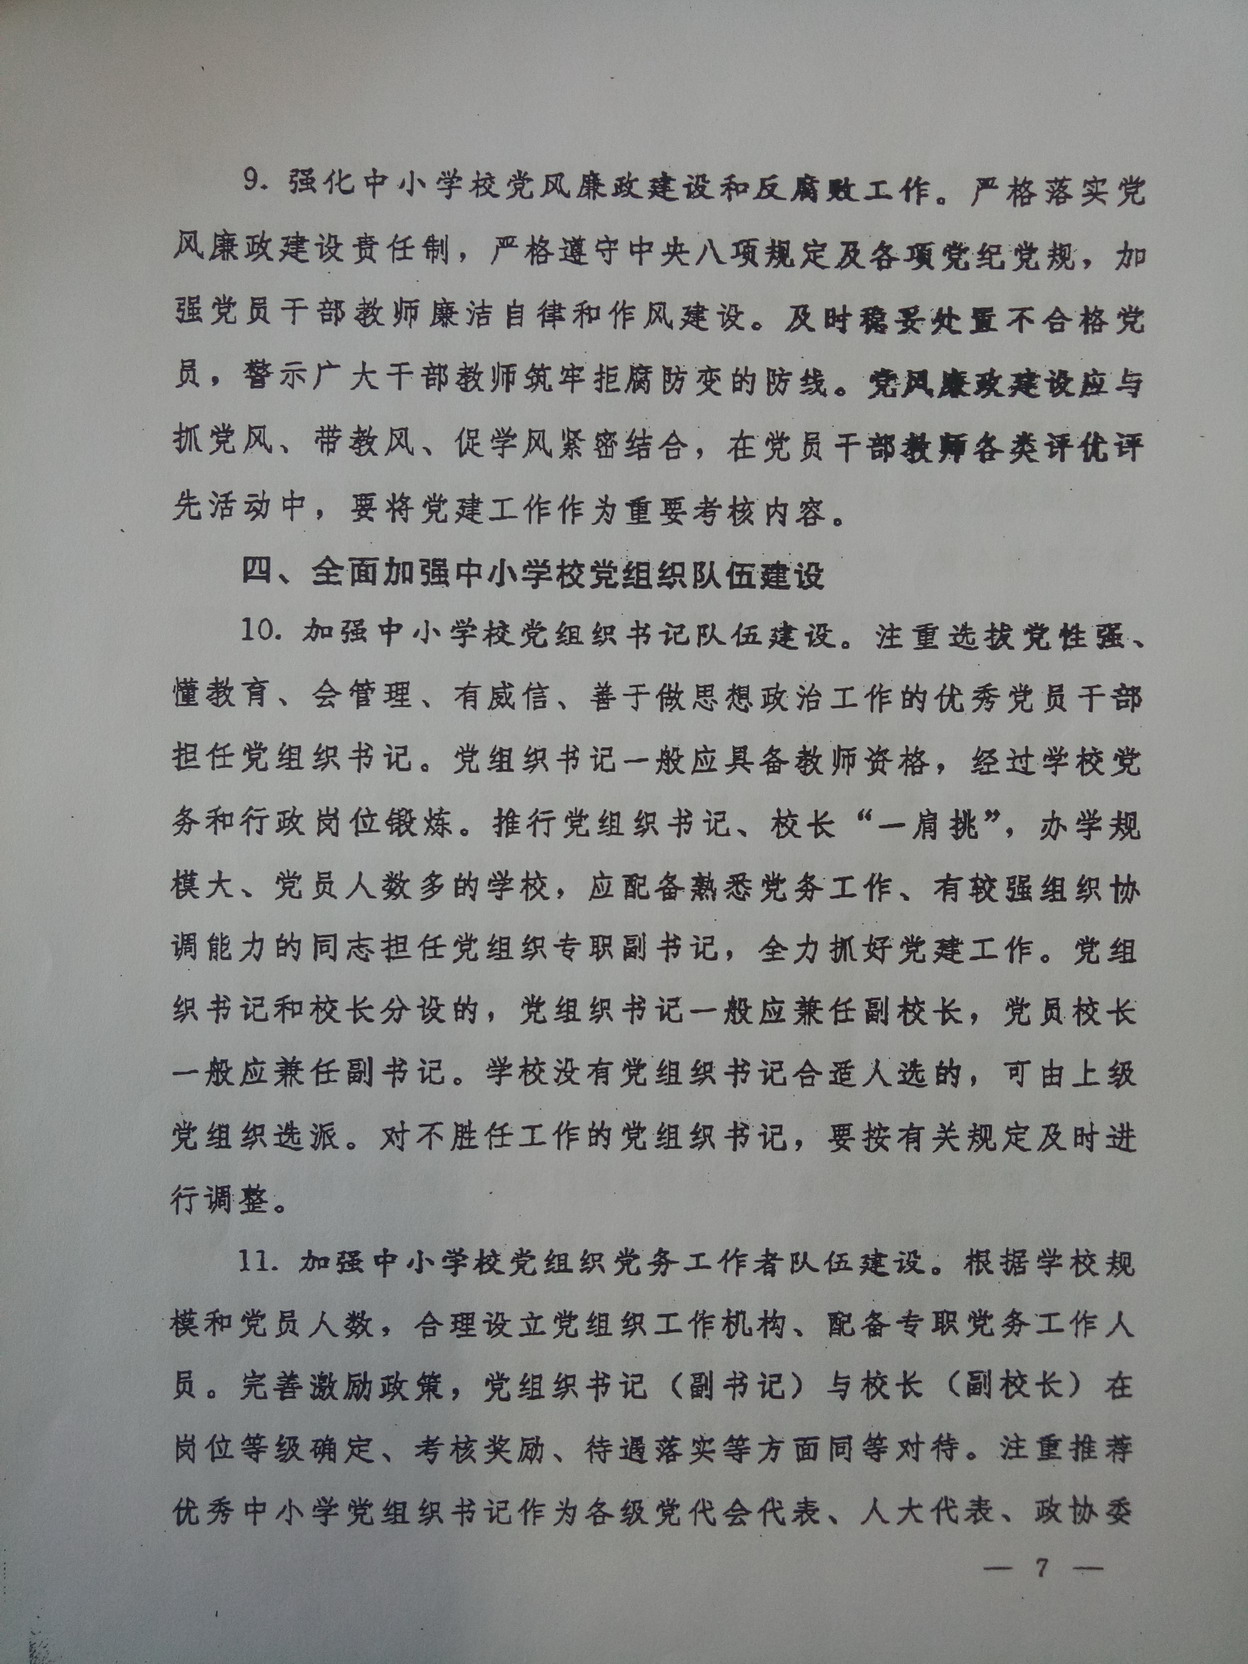 9. 强化中小学校党风廉政建设和反腐败工作。严格落实党
风廉政建设责任制，严格遵守中央八项规定及各项党纪党规，加
强党员干部教师廉洁自律和作风建设。及时稳妥处置不合格党
员，警示广大干部教师筑牢拒腐防变的防线。党风廉政建设应与
抓党风、带教风、促学风紧密结合，在党员干部教师各类评优评
先活动中，要将党建工作作为重要考核内容。
四、全面加强中小学校党组织队伍建设
10. 加强中小学校党组织书记队伍建设。注重选拔党性强、
懂教育、会管理、有威信、善于做思想政治工作的优秀党员干部
担任党组织书记。党组织书记一般应具备教师资格，经过学校党
务和行政岗位锻炼。推行党组织书记、校长“一肩挑”，办学规
模大、党员人数多的学校，应配备熟悉党务工作、有较强组织协
调能力的同志担任党组织专职副书记，全力抓好党建工作。党组
织书记和校长分设的，党组织书记一般应兼任副校长，党员校长
一般应兼任副书记。学校没有党组织书记合适人选的，可由上级
党组织选派。对不胜任工作的党组织书记，要按有关规定及时进
行调整。
11. 加强中小学校党组织党务工作者队伍建设。根据学校规
模和党员人数，合理设立党组织工作机构、配备专职党务工作人
员。完善激励政策，党组织书记（副书记）与校长（副校长）在
岗位等级确定、考核奖励、待遇落实等方面同等对待。注重推荐
优秀中小学党组织书记作为各级党代会代表、人大代表、政协委
— 7 —